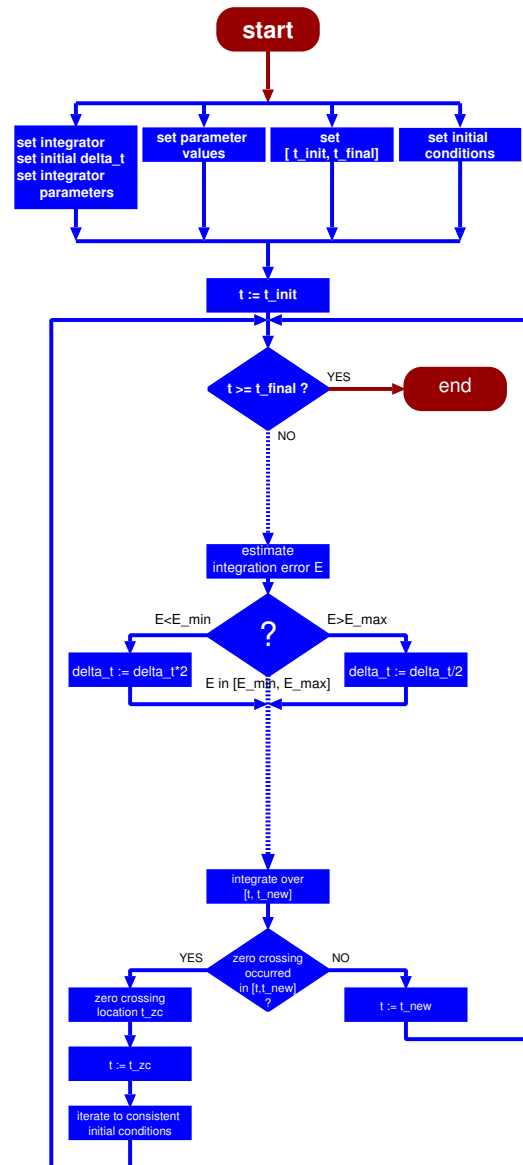 start
set integrator
set initial delta_t
set integrator
parameters
set parameter
values
set
[ t_init, t_final]
set initial
conditions
t := t_init
t >= t_final ?
YES
end
NO
estimate
integration error E
E<E_min
?
E>E_max
delta_t := delta_t*2
delta_t := delta_t/2
E in [E_min, E_max]
integrate over
[t, t_new]
YES
zero crossing
occurred
in [t,t_new]
?
NO
zero crossing
location t_zc
t := t_new
t := t_zc
iterate to consistent
initial conditions